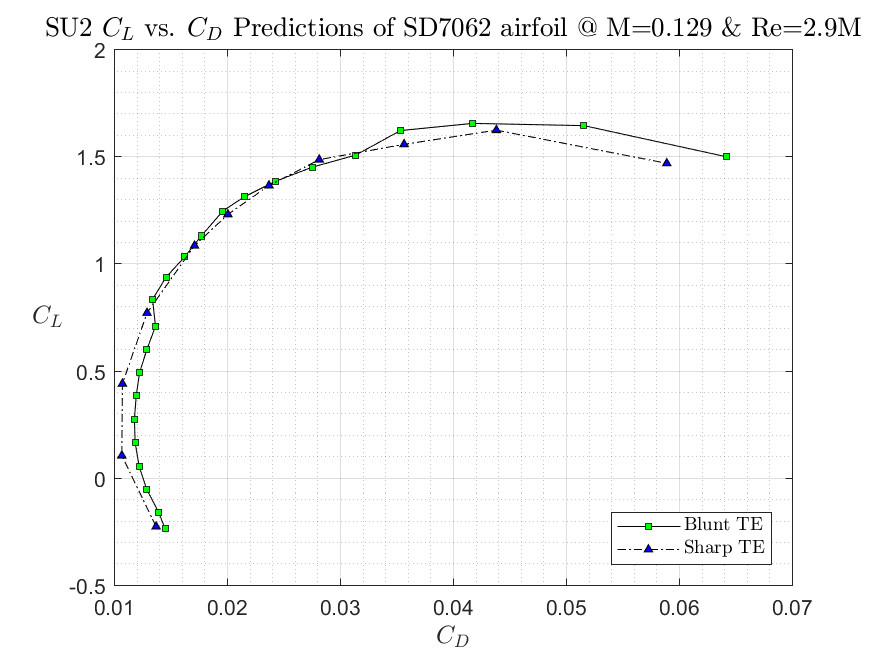 SU2 C_L vs. C_D Predictions of SD7062 airfoil @ M=0.129 & Re=2.9M
2
1.5
1
C_L
0.5
0
Blunt TE
Sharp TE
-0.5
0.01 0.02 0.03 0.04 0.05 0.06 0.07
C_D